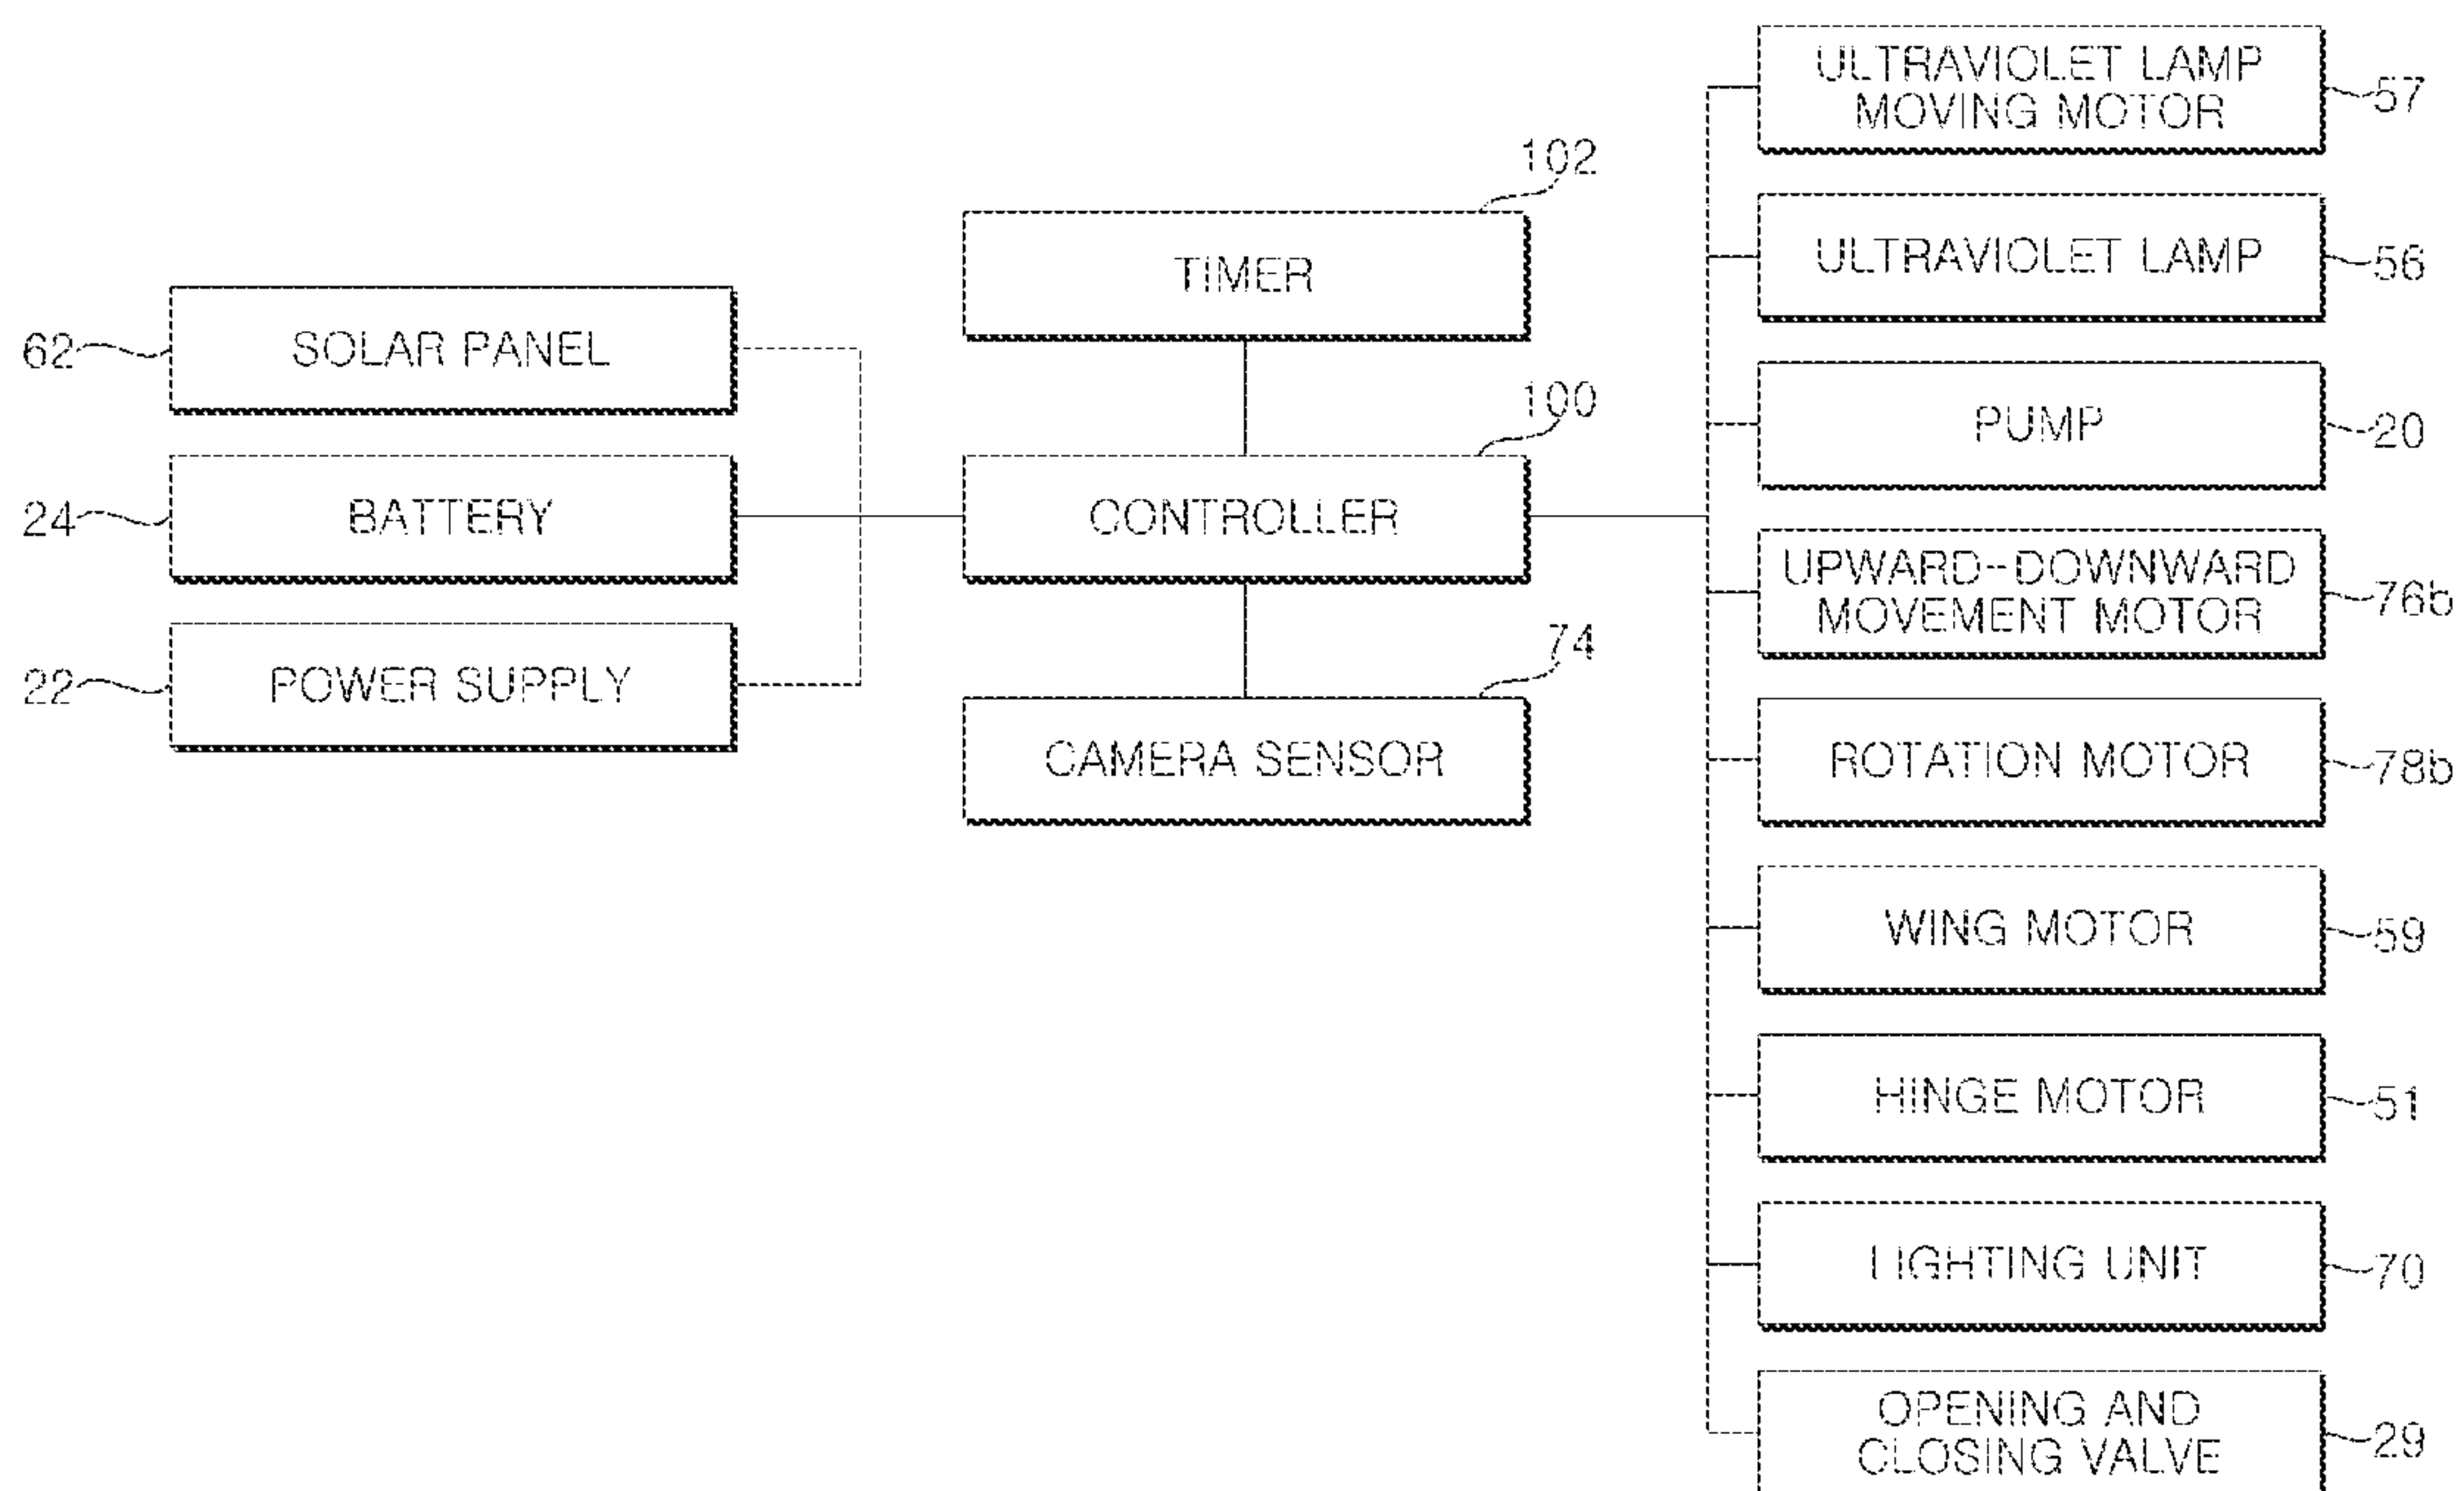 62
SOLAR PANEL
24
BATTERY
22
POWER SUPPLY
102
TIMER
100
CONTROLLER
74
CAMERA SENSOR
ULTRAVIOLET LAMP
MOVING MOTOR
57
ULTRAVIOLET LAMP
56
PUMP
20
UPWARD-DOWNWARD
MOVEMENT MOTOR
76b
ROTATION MOTOR
78b
WING MOTOR
59
HINGE MOTOR
51
LIGHTING UNIT
70
OPENING AND
CLOSING VALVE
29